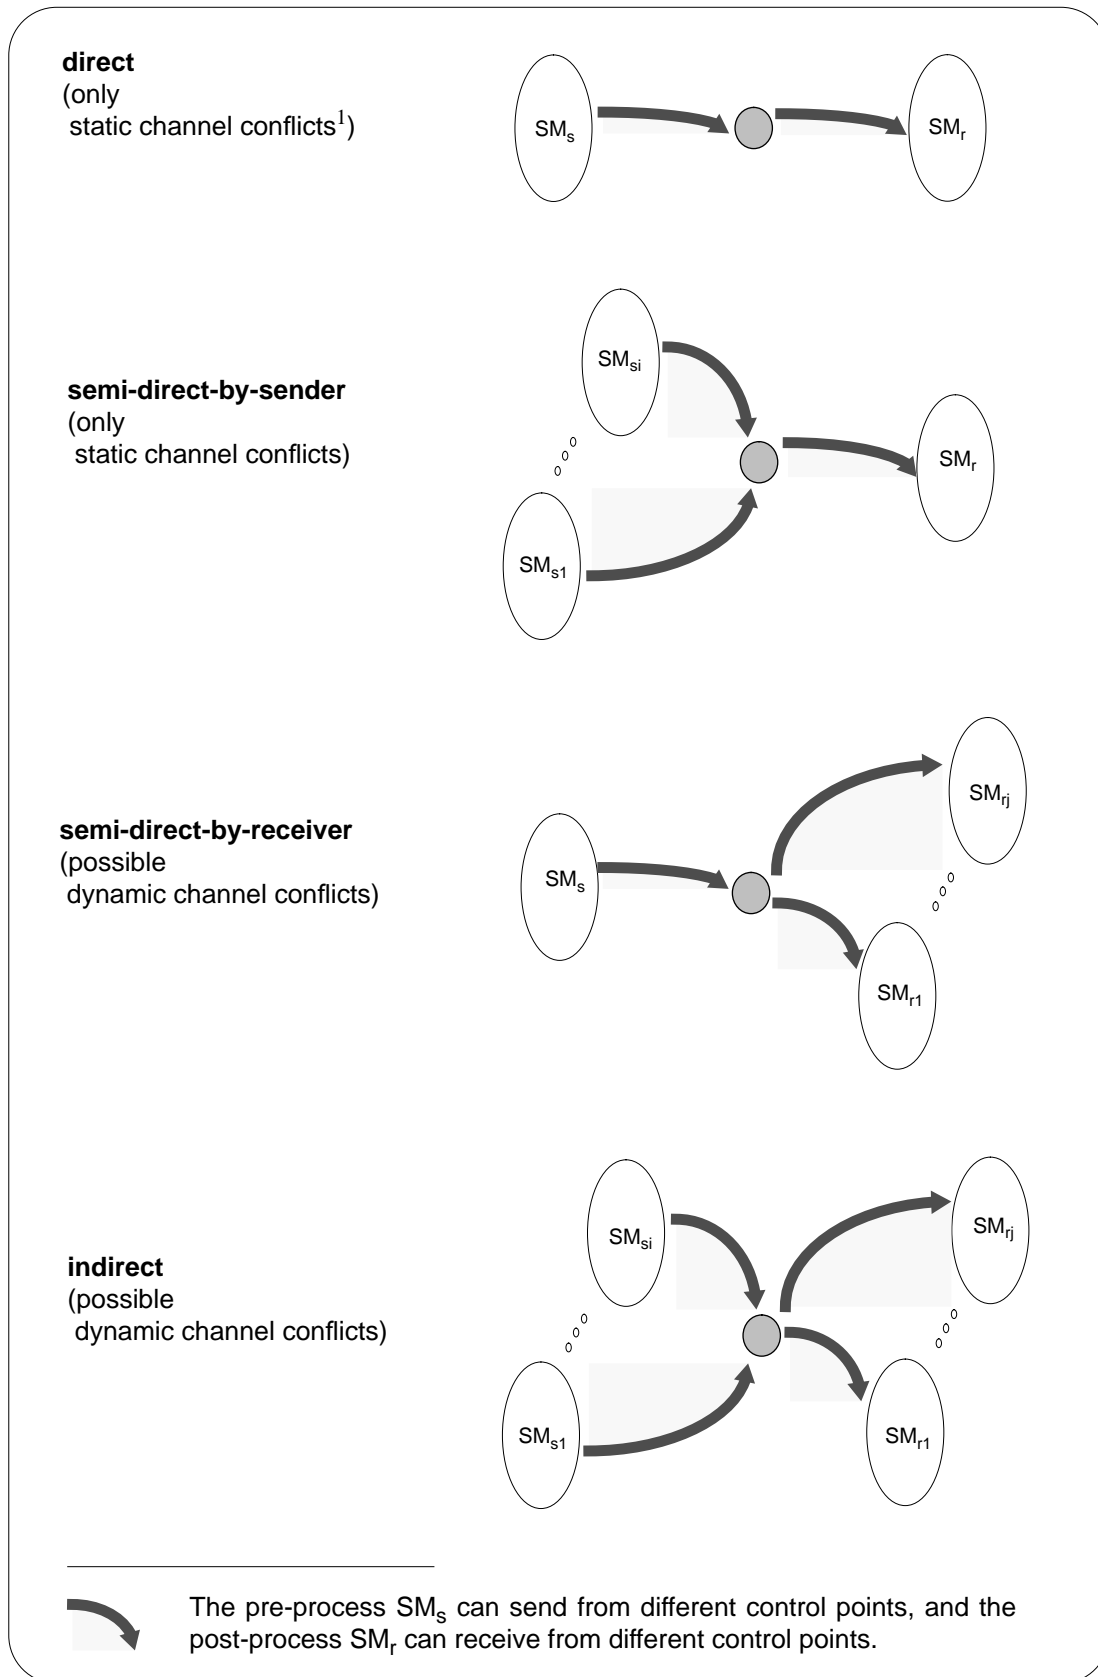 direct
(only
static channel conflicts¹)
SMₛ
SMᵣ
semi-direct-by-sender
(only
static channel conflicts)
SMₛᵢ
SMᵣ
SMₛ₁
semi-direct-by-receiver
(possible
dynamic channel conflicts)
SMᵣⱼ
SMₛ
SMᵣ₁
indirect
(possible
dynamic channel conflicts)
SMₛᵢ
SMᵣⱼ
SMₛ₁
SMᵣ₁
The pre-process SMₛ can send from different control points, and the
post-process SMᵣ can receive from different control points.